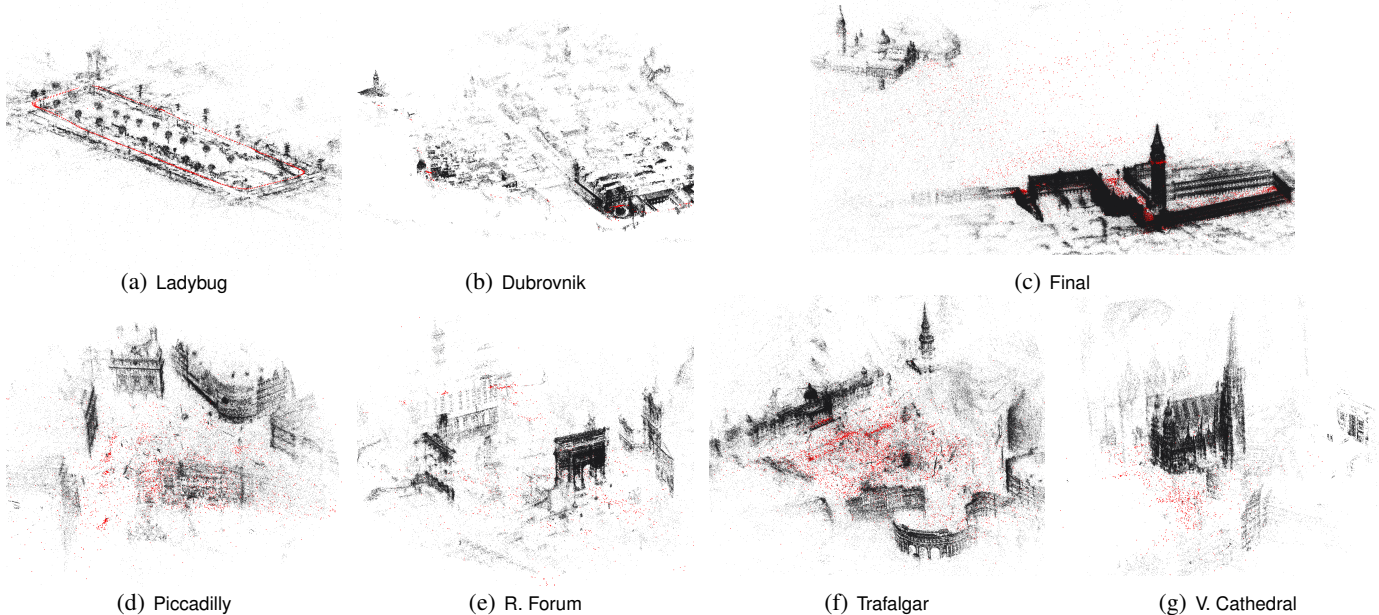 (a) Ladybug
(b) Dubrovnik
(c) Final
(d) Piccadilly
(e) R. Forum
(f) Trafalgar
(g) V. Cathedral